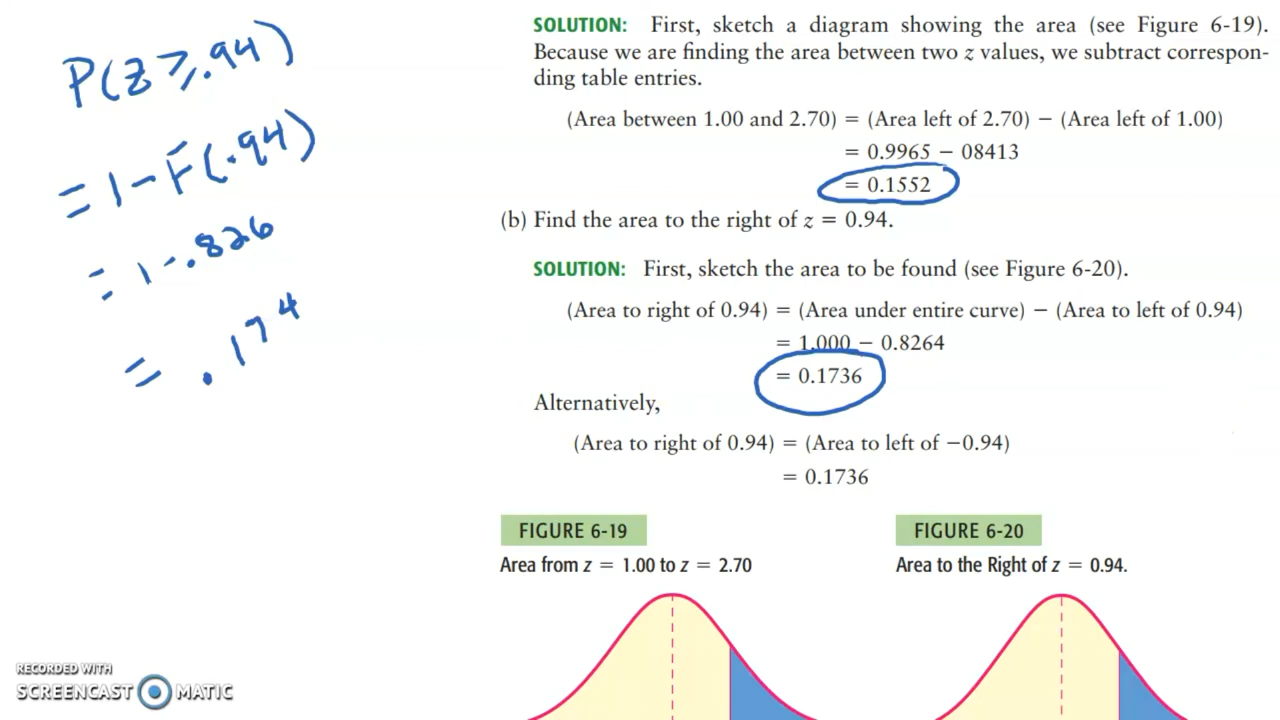 P(z ≥ .94)
= 1 - F(.94)
= 1 - .826
= .174
SOLUTION: First, sketch a diagram showing the area (see Figure 6-19).
Because we are finding the area between two z values, we subtract correspon-
ding table entries.
(Area between 1.00 and 2.70) = (Area left of 2.70) − (Area left of 1.00)
= 0.9965 − 08413
= 0.1552
(b) Find the area to the right of z = 0.94.
SOLUTION: First, sketch the area to be found (see Figure 6-20).
(Area to right of 0.94) = (Area under entire curve) − (Area to left of 0.94)
= 1.000 − 0.8264
= 0.1736
Alternatively,
(Area to right of 0.94) = (Area to left of −0.94)
= 0.1736
FIGURE 6-19
Area from z = 1.00 to z = 2.70
FIGURE 6-20
Area to the Right of z = 0.94.
RECORDED WITH
SCREENCAST MATIC